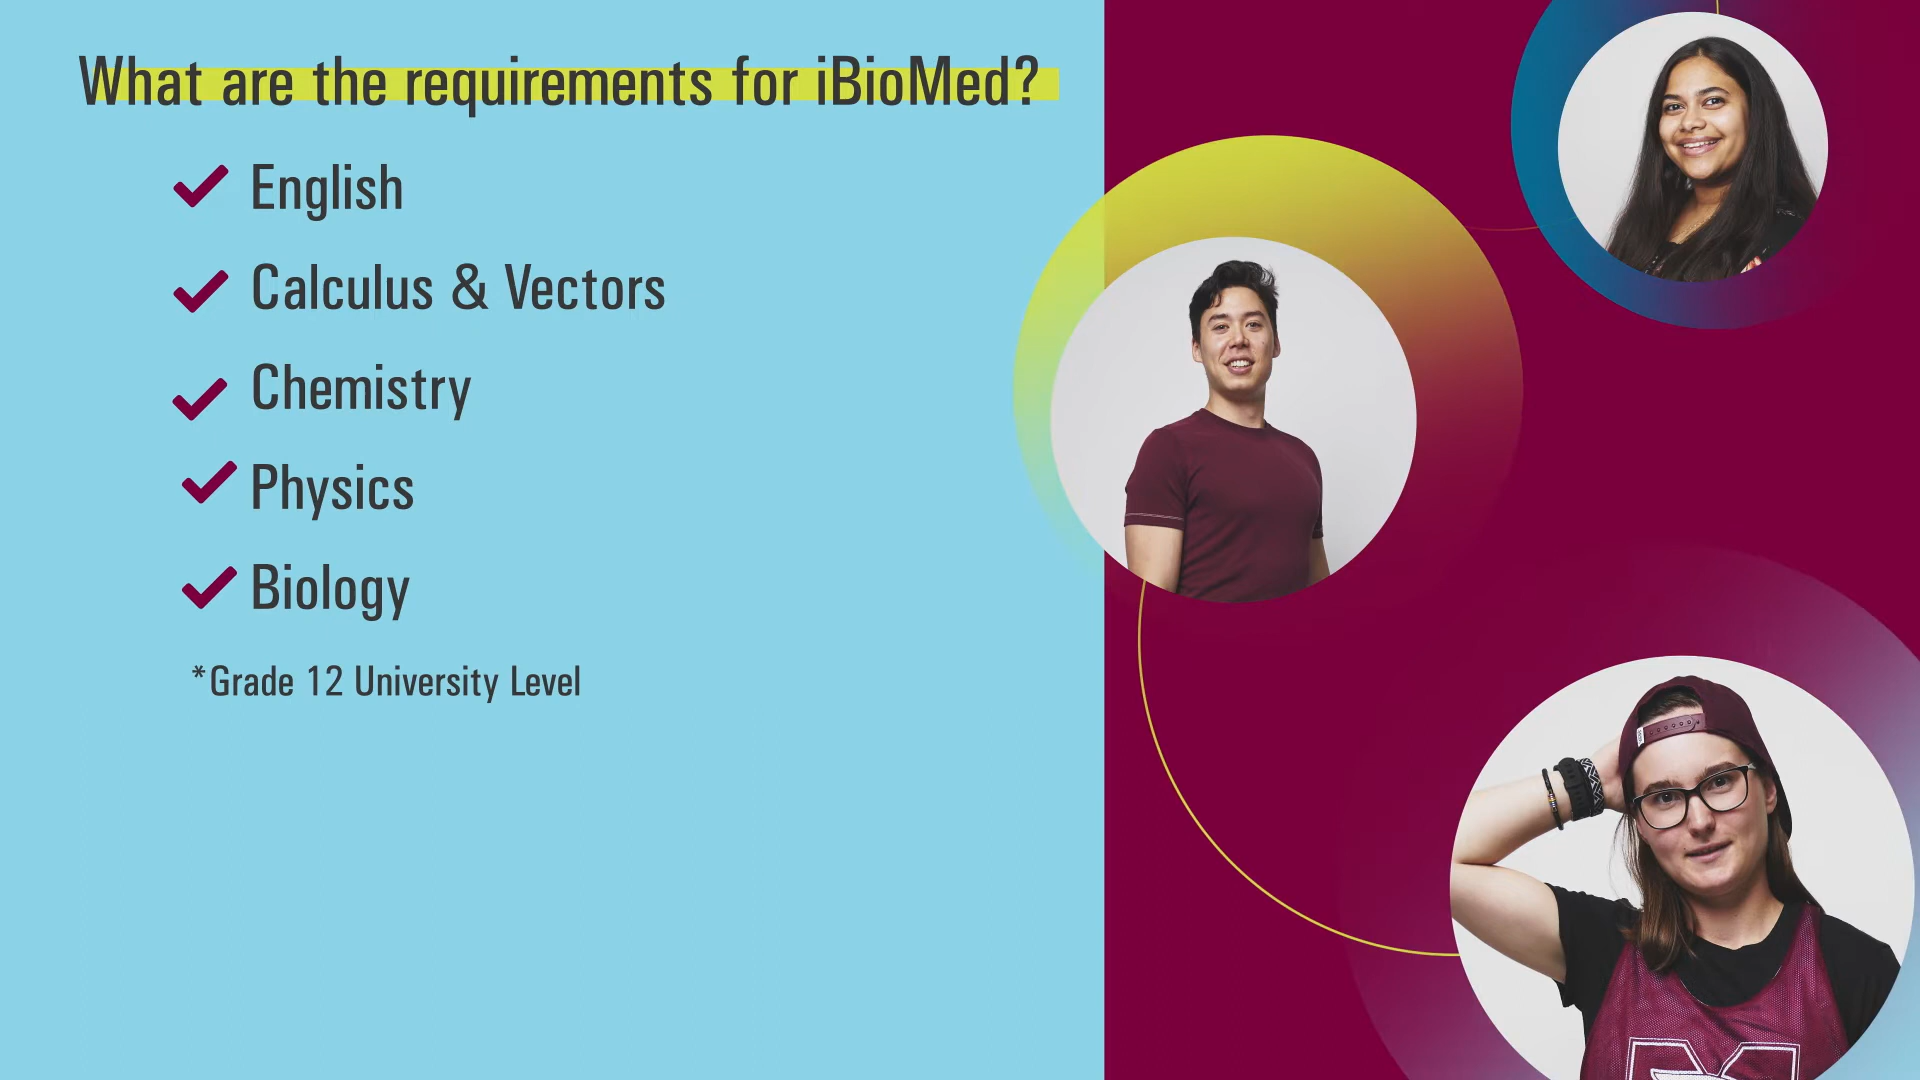 What are the requirements for iBioMed?
English
Calculus & Vectors
Chemistry
Physics
Biology
*Grade 12 University Level